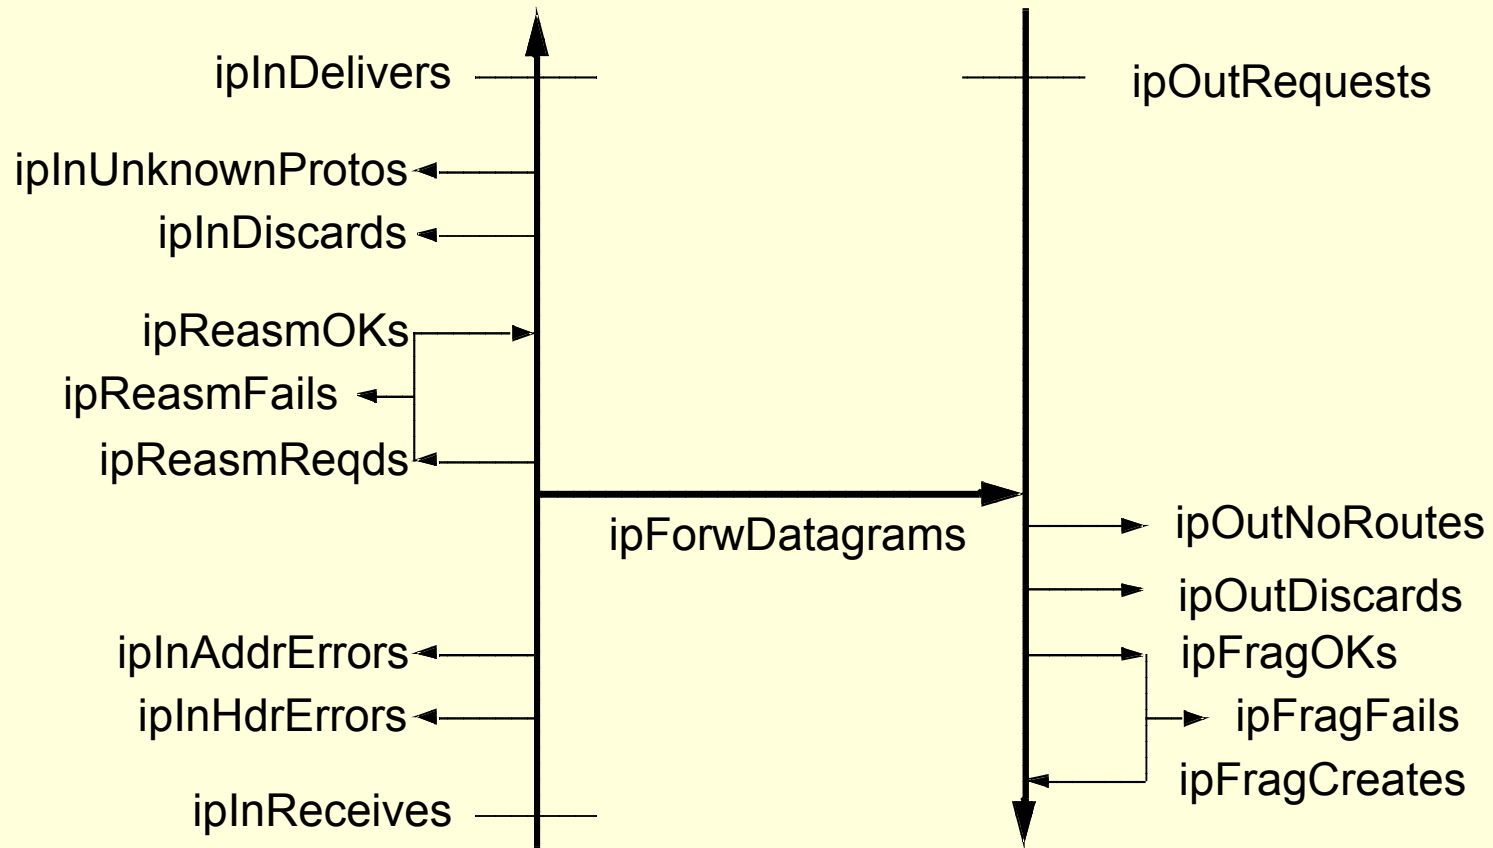 ipInDelivers
ipOutRequests
ipInUnknownProtos
ipInDiscards
ipReasmOKs
ipReasmFails
ipReasmReqds
ipForwDatagrams
ipOutNoRoutes
ipOutDiscards
ipInAddrErrors
ipFragOKs
ipInHdrErrors
ipFragFails
ipFragCreates
ipInReceives